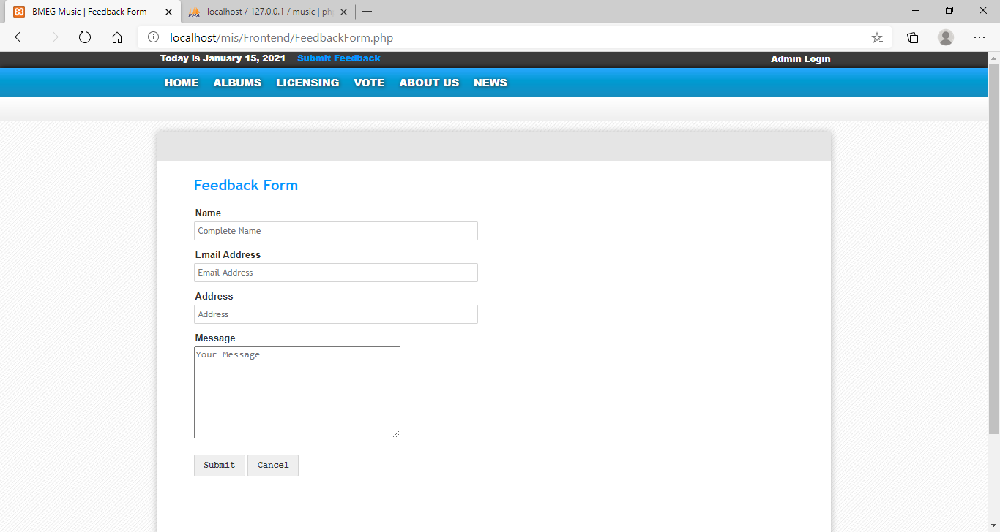 BMEG Music | Feedback Form
localhost / 127.0.0.1 / music | ph
localhost/mis/Frontend/FeedbackForm.php
Today is January 15, 2021 Submit Feedback Admin Login
HOME ALBUMS LICENSING VOTE ABOUT US NEWS
Feedback Form
Name
Complete Name
Email Address
Email Address
Address
Address
Message
Your Message
Submit Cancel